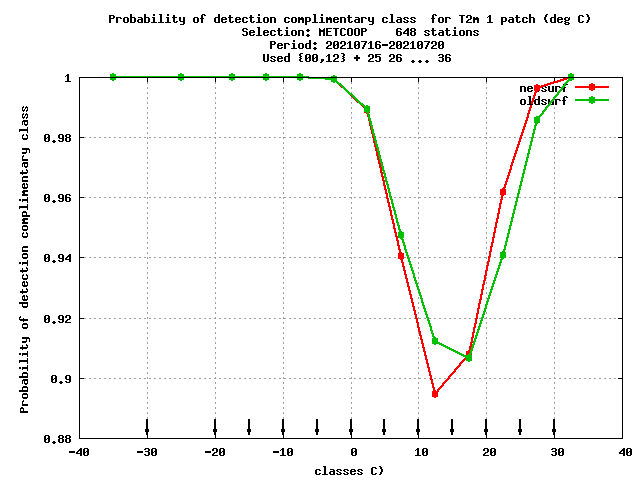 Probability of detection complimentary class for T2m 1 patch (deg C)
Selection: METCOOP 648 stations
Period: 20210716-20210720
Used {00,12} + 25 26 ... 36
Probability of detection complimentary class
1
0.98
0.96
0.94
0.92
0.9
0.88
newsurf
oldsurf
-40 -30 -20 -10 0 10 20 30 40
classes C)